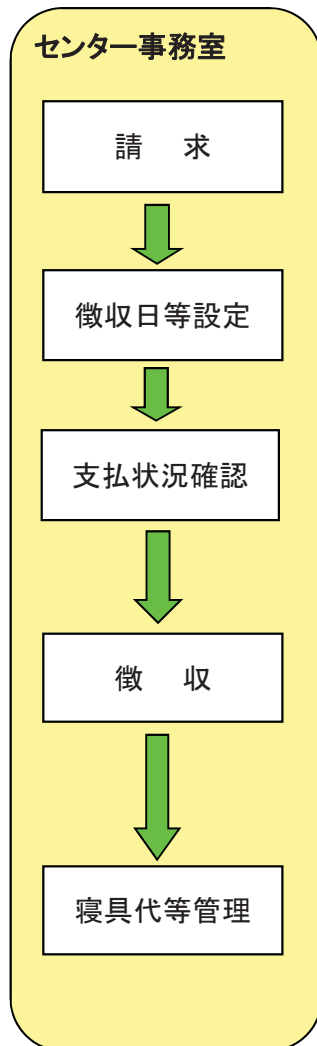 センター事務室
請　求
徴収日等設定
支払状況確認
徴　収
寝具代等管理